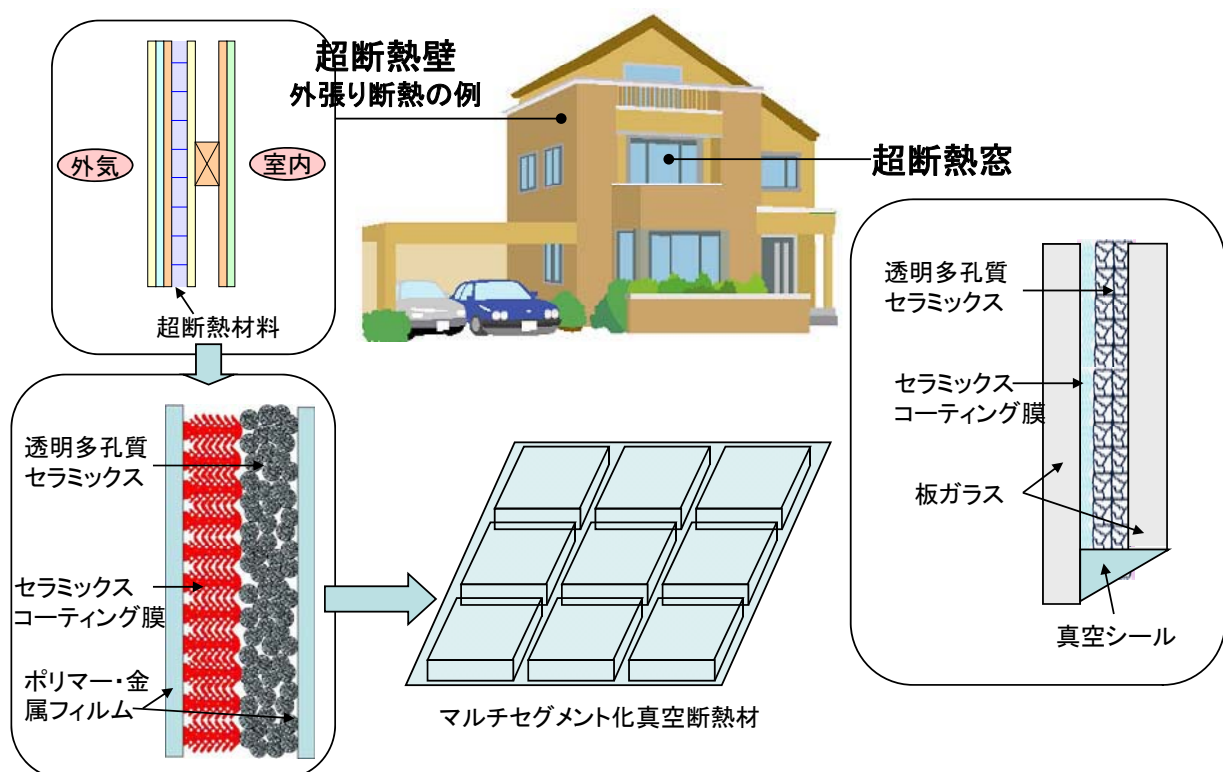 超断熱壁
外張り断熱の例
外気
室内
超断熱材料
超断熱窓
透明多孔質
セラミックス
セラミックス
コーティング膜
板ガラス
真空シール
透明多孔質
セラミックス
セラミックス
コーティング膜
ポリマー・金
属フィルム
マルチセグメント化真空断熱材